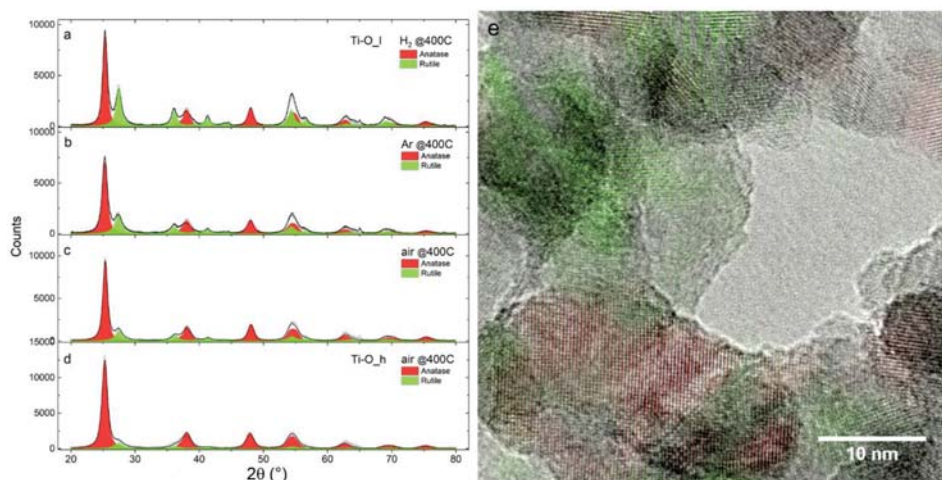 10000
a
Ti-O_l H₂ @400C
Anatase
Rutile
5000
0
10000
b
Ar @400C
Anatase
Rutile
5000
0
c
air @400C
Anatase
Rutile
10000
5000
0
15000
d
Ti-O_h air @400C
Anatase
Rutile
10000
5000
0
20 30 40 50 60 70 80
2θ (°)
Counts
e
10 nm